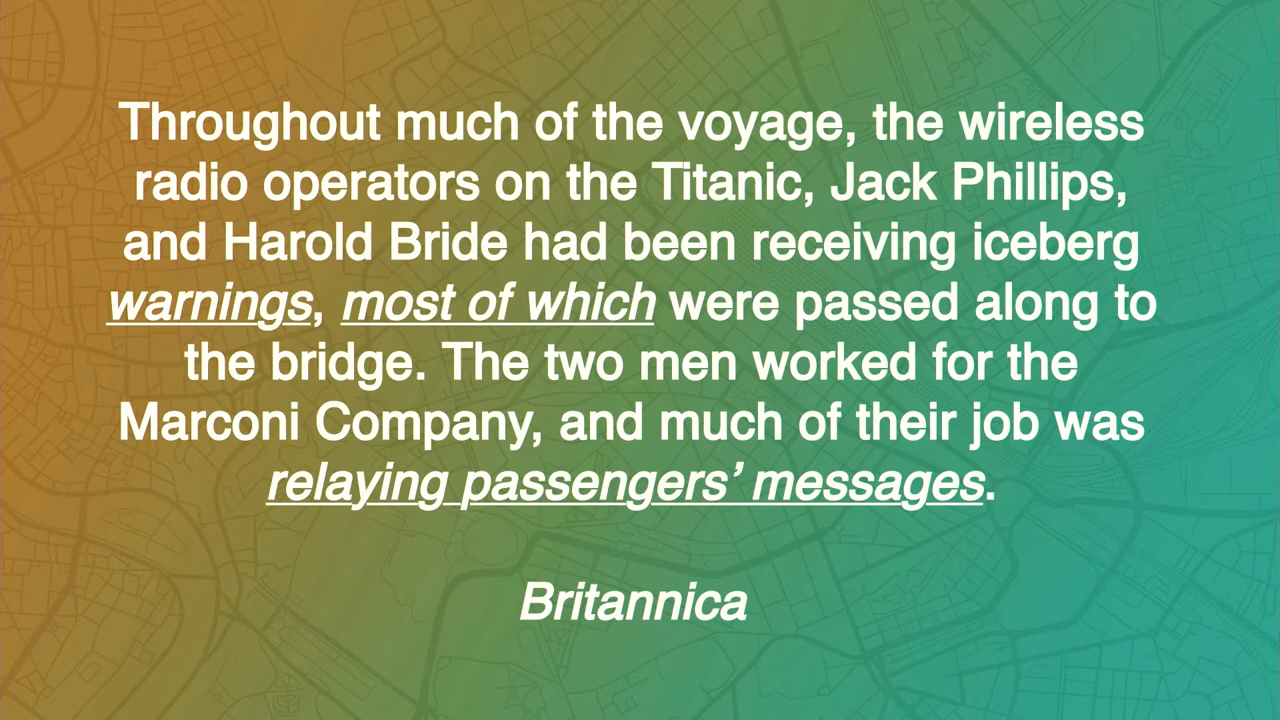 Throughout much of the voyage, the wireless
radio operators on the Titanic, Jack Phillips,
and Harold Bride had been receiving iceberg
warnings, most of which were passed along to
the bridge. The two men worked for the
Marconi Company, and much of their job was
relaying passengers’ messages.
Britannica